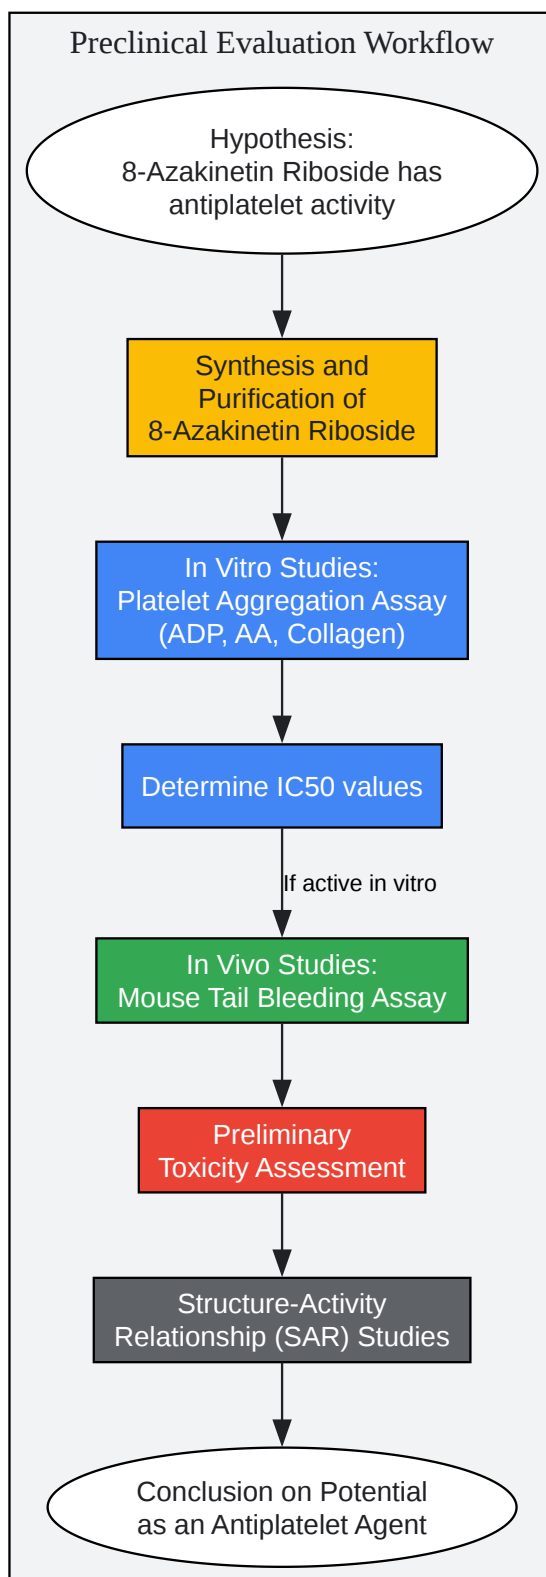 Preclinical Evaluation Workflow
Hypothesis:
8-Azakinetin Riboside has
antiplatelet activity
Synthesis and
Purification of
8-Azakinetin Riboside
In Vitro Studies:
Platelet Aggregation Assay
(ADP, AA, Collagen)
Determine IC50 values
If active in vitro
In Vivo Studies:
Mouse Tail Bleeding Assay
Preliminary
Toxicity Assessment
Structure-Activity
Relationship (SAR) Studies
Conclusion on Potential
as an Antiplatelet Agent